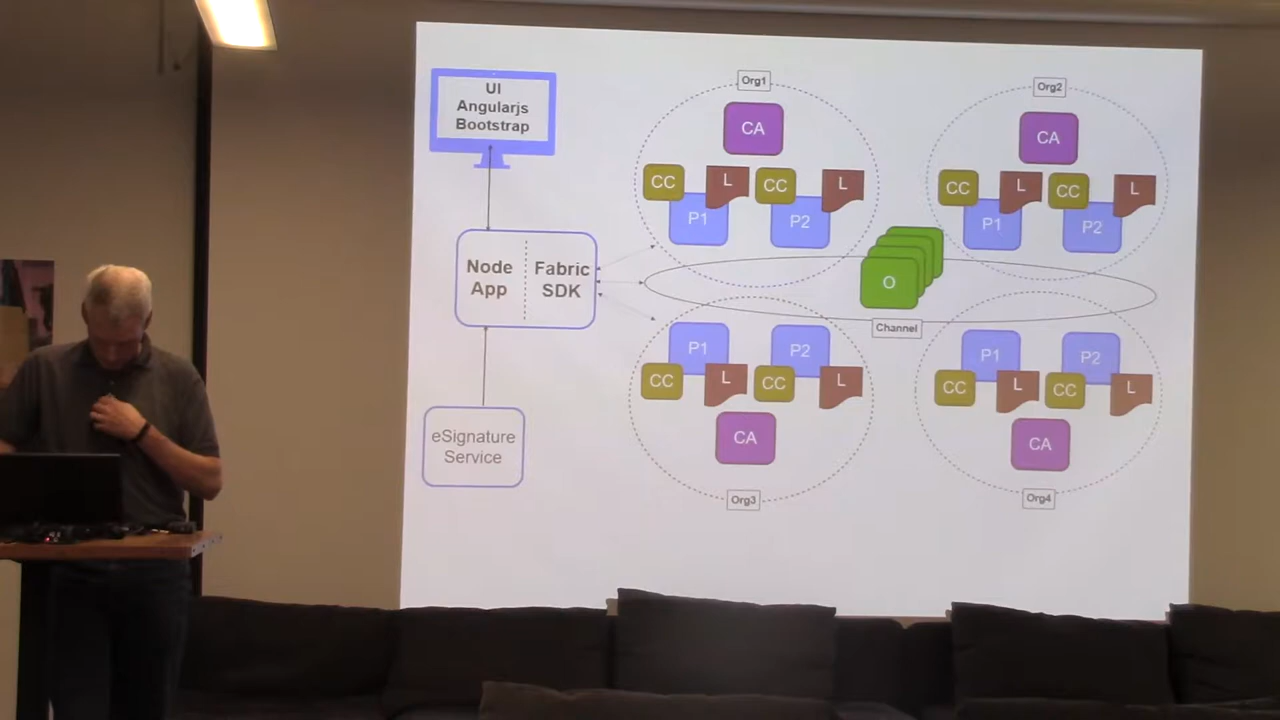 UI
Angularjs
Bootstrap
Node
App
Fabric
SDK
eSignature
Service
Org1
CA
CC
L
CC
L
P1
P2
Org2
CA
CC
L
CC
L
P1
P2
O
Channel
P1
P2
CC
L
CC
L
CA
Org3
P1
P2
CC
L
CC
L
CA
Org4